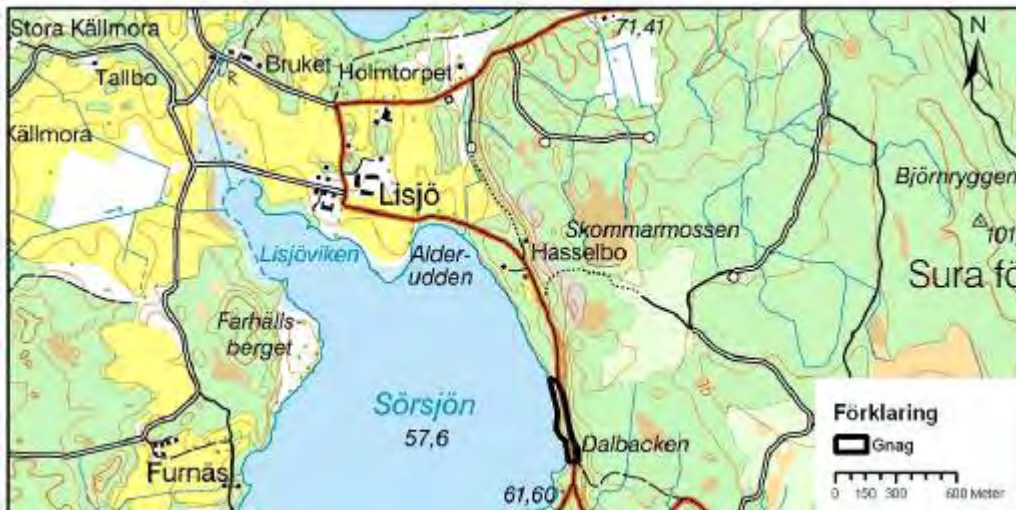 Stora Källmora
71,41
N
Bruket
Holmtorpet
Tallbo
Källmora
Björnryggen
Lisjö
Skommarmossen
101,
Lisjöviken
Alder-
udden
Hasselbo
Sura fö
Farhälls-
berget
Sörsjön
57,6
Förklaring
Gnag
Dalbacken
Furnäs
61,60
0 150 300 600 Meter